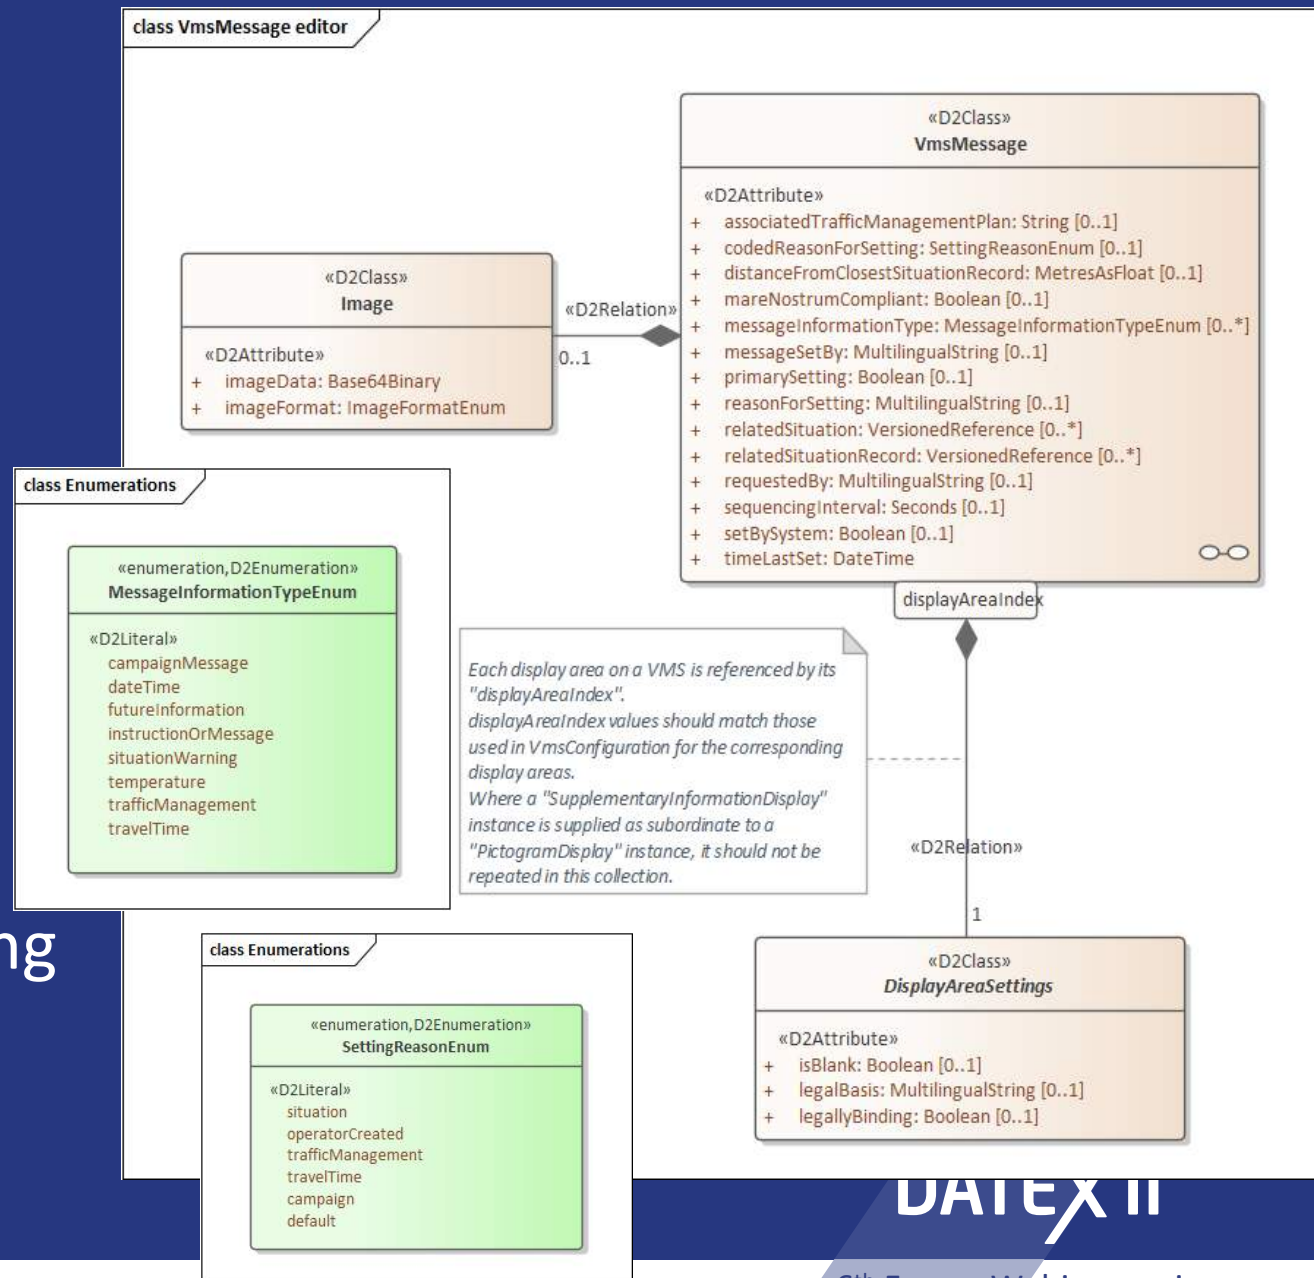 class VmsMessage editor
«D2Class»
VmsMessage
«D2Attribute»
+ associatedTrafficManagementPlan: String [0..1]
+ codedReasonForSetting: SettingReasonEnum [0..1]
+ distanceFromClosestSituationRecord: MetresAsFloat [0..1]
+ mareNostrumCompliant: Boolean [0..1]
+ messageInformationType: MessageInformationTypeEnum [0..*]
+ messageSetBy: MultilingualString [0..1]
+ primarySetting: Boolean [0..1]
+ reasonForSetting: MultilingualString [0..1]
+ relatedSituation: VersionedReference [0..*]
+ relatedSituationRecord: VersionedReference [0..*]
+ requestedBy: MultilingualString [0..1]
+ sequencingInterval: Seconds [0..1]
+ setBySystem: Boolean [0..1]
+ timeLastSet: DateTime
«D2Class»
Image
«D2Attribute»
+ imageData: Base64Binary
+ imageFormat: ImageFormatEnum
«D2Relation»
0..1
class Enumerations
«enumeration,D2Enumeration»
MessageInformationTypeEnum
«D2Literal»
campaignMessage
dateTime
futureInformation
instructionOrMessage
situationWarning
temperature
trafficManagement
travelTime
displayAreaIndex
Each display area on a VMS is referenced by its
"displayAreaIndex".
displayAreaIndex values should match those
used in VmsConfiguration for the corresponding
display areas.
Where a "SupplementaryInformationDisplay"
instance is supplied as subordinate to a
"PictogramDisplay" instance, it should not be
repeated in this collection.
«D2Relation»
1
ng
class Enumerations
«enumeration,D2Enumeration»
SettingReasonEnum
«D2Literal»
situation
operatorCreated
trafficManagement
travelTime
campaign
default
«D2Class»
DisplayAreaSettings
«D2Attribute»
+ isBlank: Boolean [0..1]
+ legalBasis: MultilingualString [0..1]
+ legallyBinding: Boolean [0..1]
DATEX II